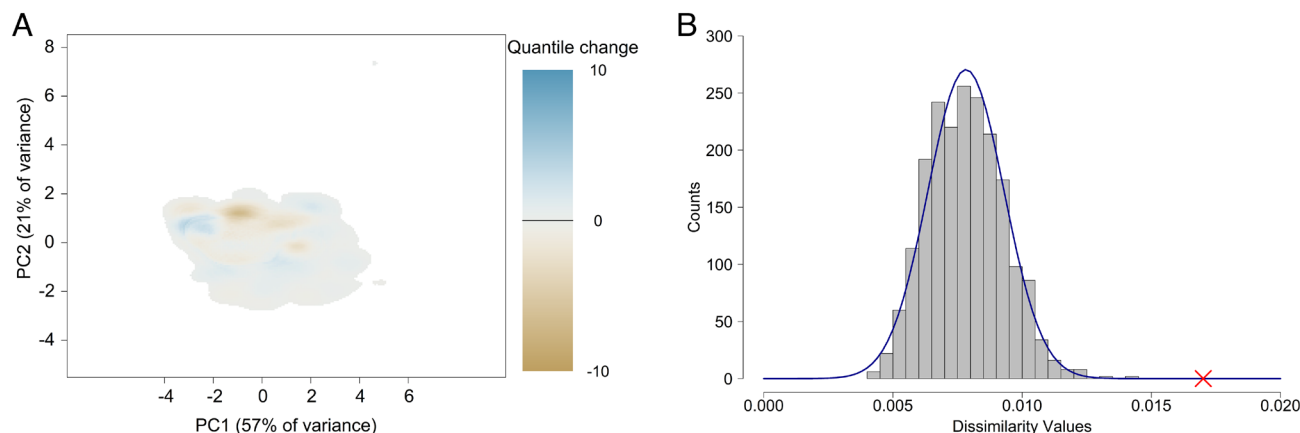 A
8
6
4
2
0
-2
-4
PC2 (21% of variance)
-4 -2 0 2 4 6
PC1 (57% of variance)
Quantile change
10
0
-10
B
300
250
200
150
100
50
0
Counts
0.000 0.005 0.010 0.015 0.020
Dissimilarity Values